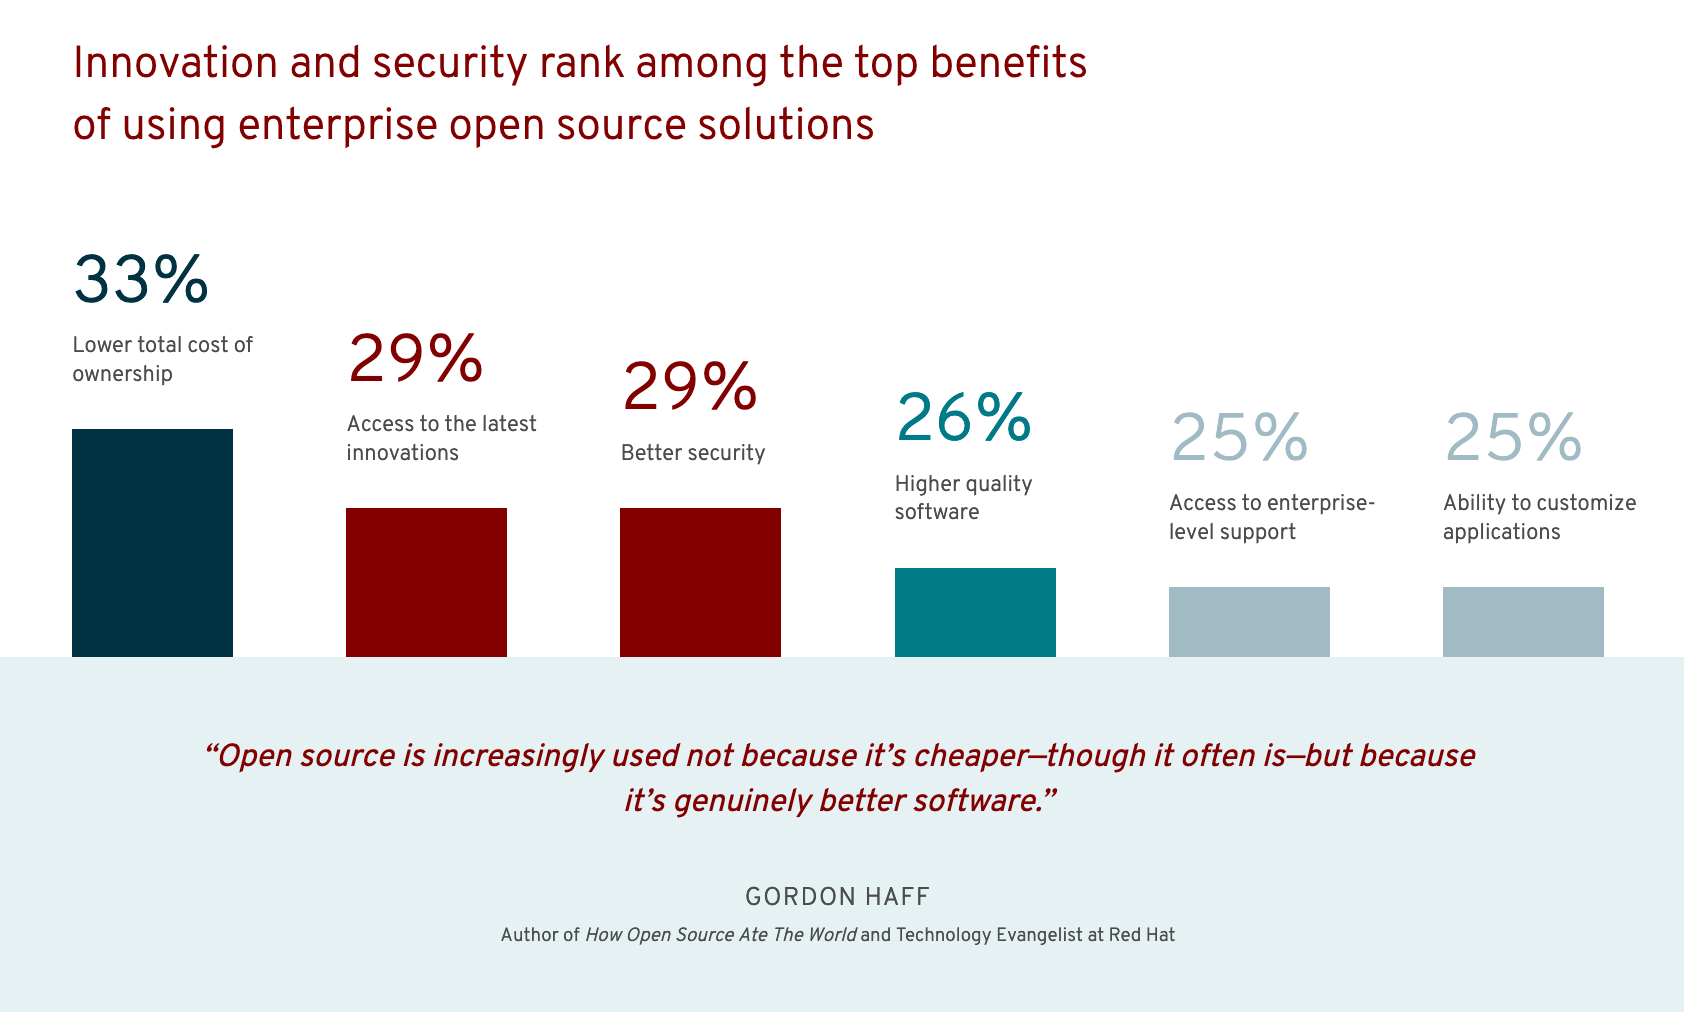 Innovation and security rank among the top benefits
of using enterprise open source solutions
33%
Lower total cost of
ownership
29%
Access to the latest
innovations
29%
Better security
26%
Higher quality
software
25%
Access to enterprise-
level support
25%
Ability to customize
applications
“Open source is increasingly used not because it’s cheaper—though it often is—but because
it’s genuinely better software.”
GORDON HAFF
Author of How Open Source Ate The World and Technology Evangelist at Red Hat